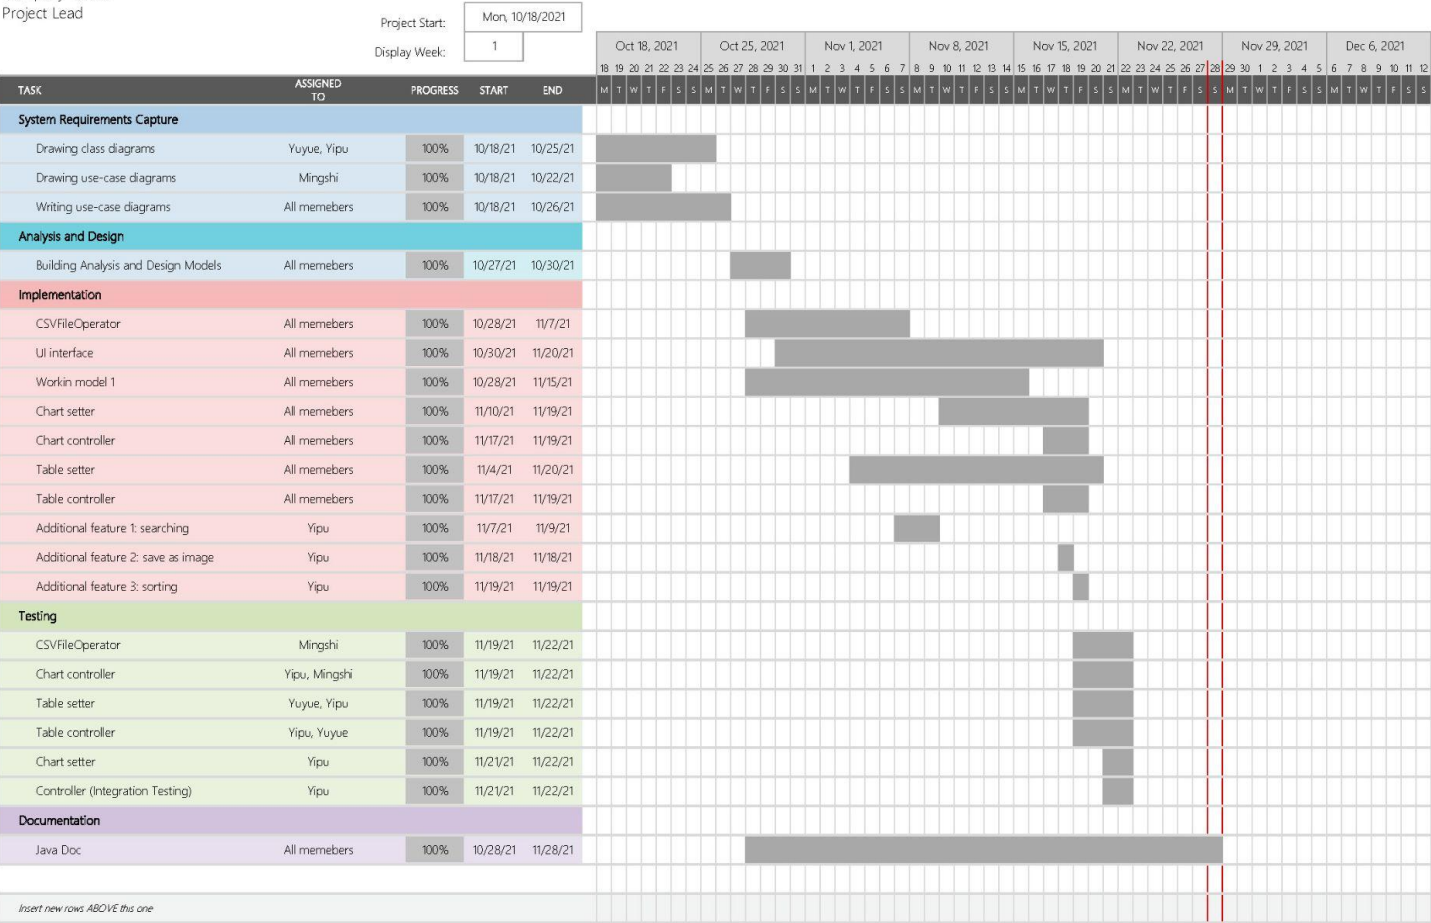 Project Lead
Project Start: Mon, 10/18/2021
Display Week: 1
Oct 18, 2021 Oct 25, 2021 Nov 1, 2021 Nov 8, 2021 Nov 15, 2021 Nov 22, 2021 Nov 29, 2021 Dec 6, 2021
18 19 20 21 22 23 24 25 26 27 28 29 30 31 1 2 3 4 5 6 7 8 9 10 11 12 13 14 15 16 17 18 19 20 21 22 23 24 25 26 27 28 29 30 1 2 3 4 5 6 7 8 9 10 11 12
TASK ASSIGNED TO PROGRESS START END M T W T F S S M T W T F S S M T W T F S S M T W T F S S M T W T F S S M T W T F S S M T W T F S S M T W T F S S
System Requirements Capture
Drawing class diagrams Yuyue, Yipu 100% 10/18/21 10/25/21
Drawing use-case diagrams Mingshi 100% 10/18/21 10/22/21
Writing use-case diagrams All memebers 100% 10/18/21 10/26/21
Analysis and Design
Building Analysis and Design Models All memebers 100% 10/27/21 10/30/21
Implementation
CSVFileOperator All memebers 100% 10/28/21 11/7/21
UI interface All memebers 100% 10/30/21 11/20/21
Workin model 1 All memebers 100% 10/28/21 11/15/21
Chart setter All memebers 100% 11/10/21 11/19/21
Chart controller All memebers 100% 11/17/21 11/19/21
Table setter All memebers 100% 11/4/21 11/20/21
Table controller All memebers 100% 11/17/21 11/19/21
Additional feature 1: searching Yipu 100% 11/7/21 11/9/21
Additional feature 2: save as image Yipu 100% 11/18/21 11/18/21
Additional feature 3: sorting Yipu 100% 11/19/21 11/19/21
Testing
CSVFileOperator Mingshi 100% 11/19/21 11/22/21
Chart controller Yipu, Mingshi 100% 11/19/21 11/22/21
Table setter Yuyue, Yipu 100% 11/19/21 11/22/21
Table controller Yipu, Yuyue 100% 11/19/21 11/22/21
Chart setter Yipu 100% 11/21/21 11/22/21
Controller (Integration Testing) Yipu 100% 11/21/21 11/22/21
Documentation
Java Doc All memebers 100% 10/28/21 11/28/21
Insert new rows ABOVE this one